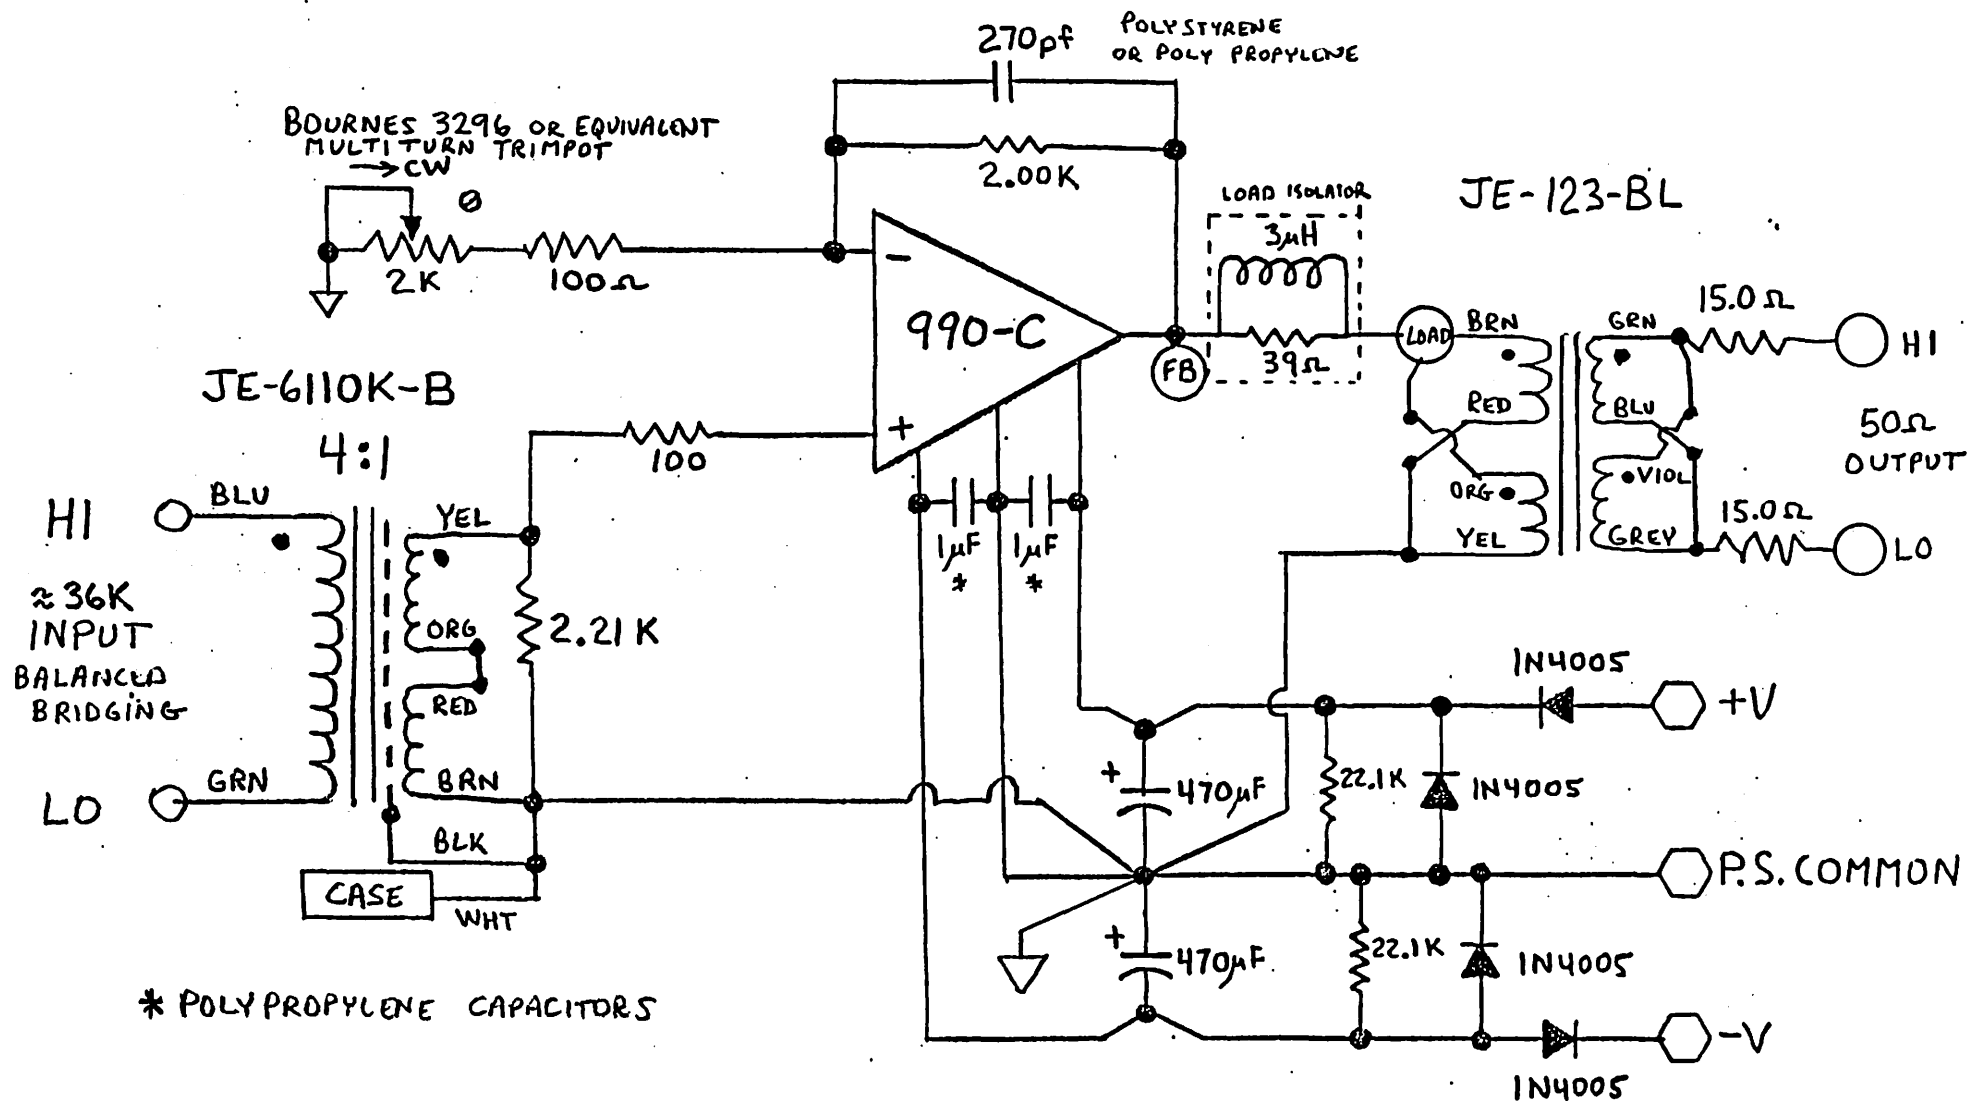 270pf
POLYSTYRENE
OR POLY PROPYLENE
BOURNES 3296 OR EQUIVALENT
MULTITURN TRIMPOT
→ CW
Ø
2K
100Ω
2.00K
LOAD ISOLATOR
3μH
39Ω
JE-123-BL
−
990-C
+
FB
LOAD
BRN
RED
ORG
YEL
GRN
BLU
VIOL
GREY
15.0Ω
HI
50Ω
OUTPUT
15.0Ω
LO
JE-6110K-B
4:1
100
HI
BLU
YEL
≈36K
INPUT
BALANCED
BRIDGING
ORG
RED
2.21K
LO
GRN
BRN
BLK
CASE
WHT
1μF
*
1μF
*
1N4005
+V
+
470μF
22.1K
1N4005
P.S. COMMON
+
470μF
22.1K
1N4005
-V
1N4005
* POLYPROPYLENE CAPACITORS